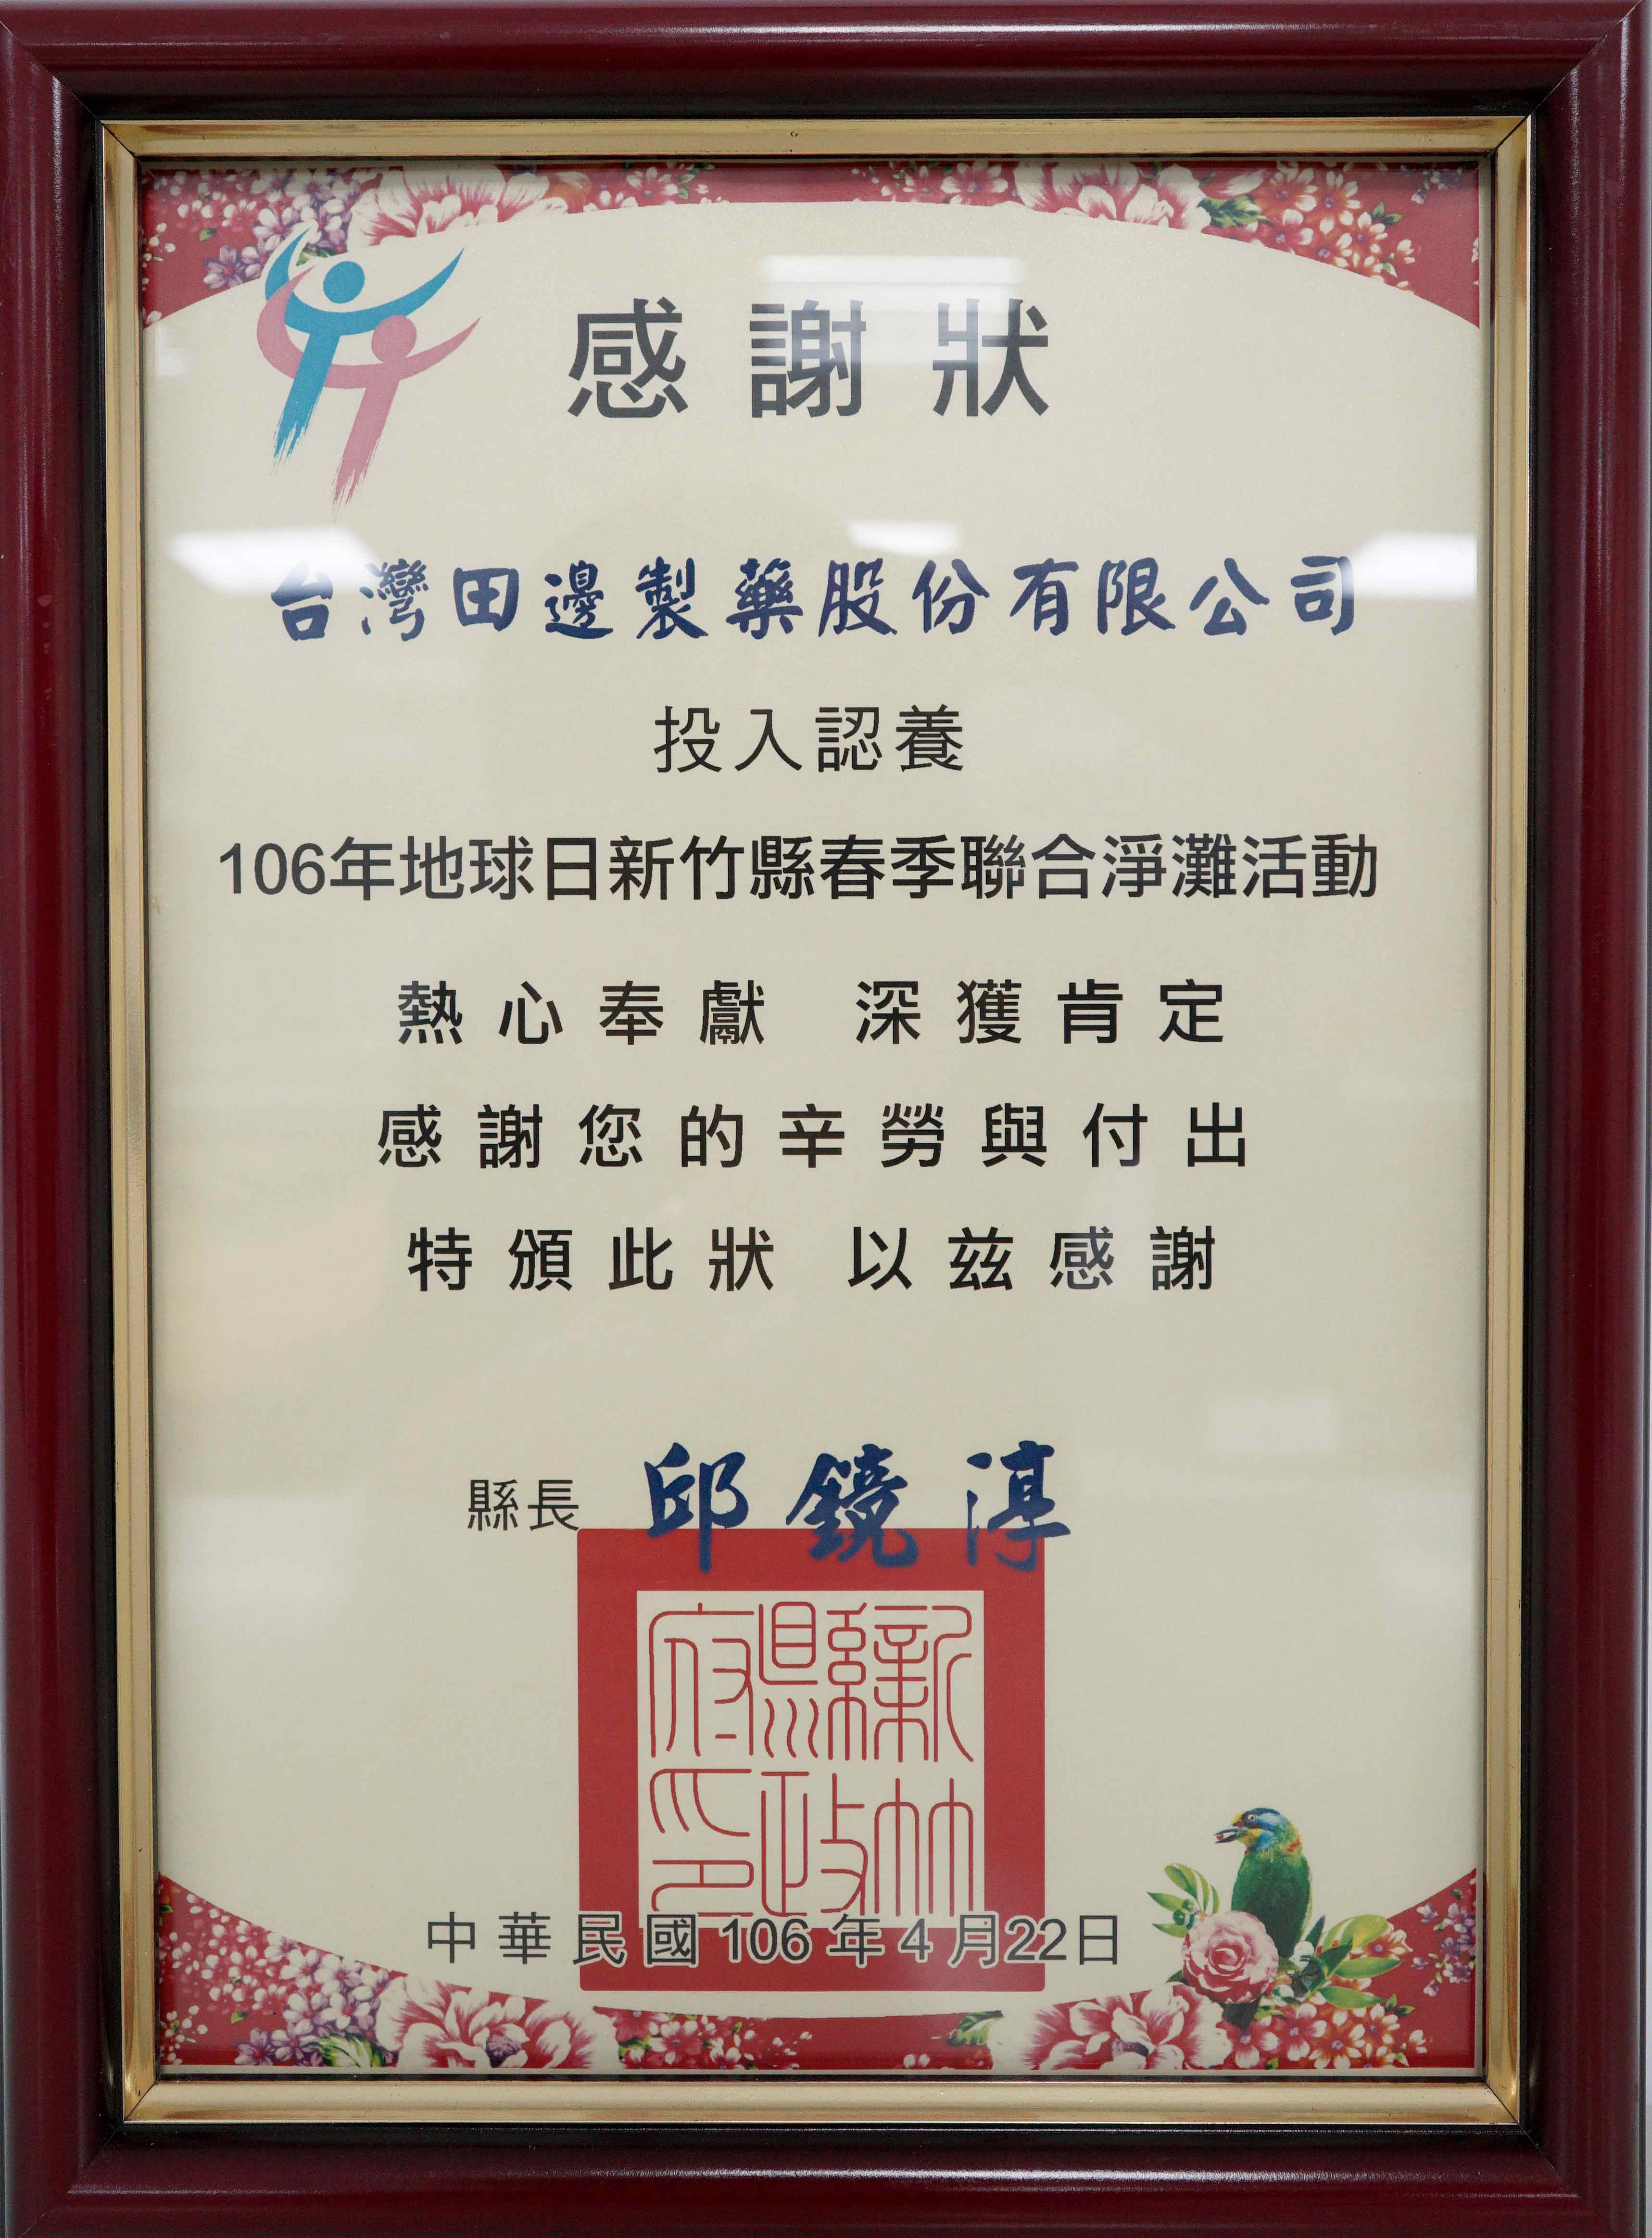 感謝狀
台灣田邊製藥股份有限公司
投入認養
106年地球日新竹縣春季聯合淨灘活動
熱心奉獻 深獲肯定
感謝您的辛勞與付出
特頒此狀 以茲感謝
縣長 邱鏡淳
新竹縣政府印
中華民國106年4月22日